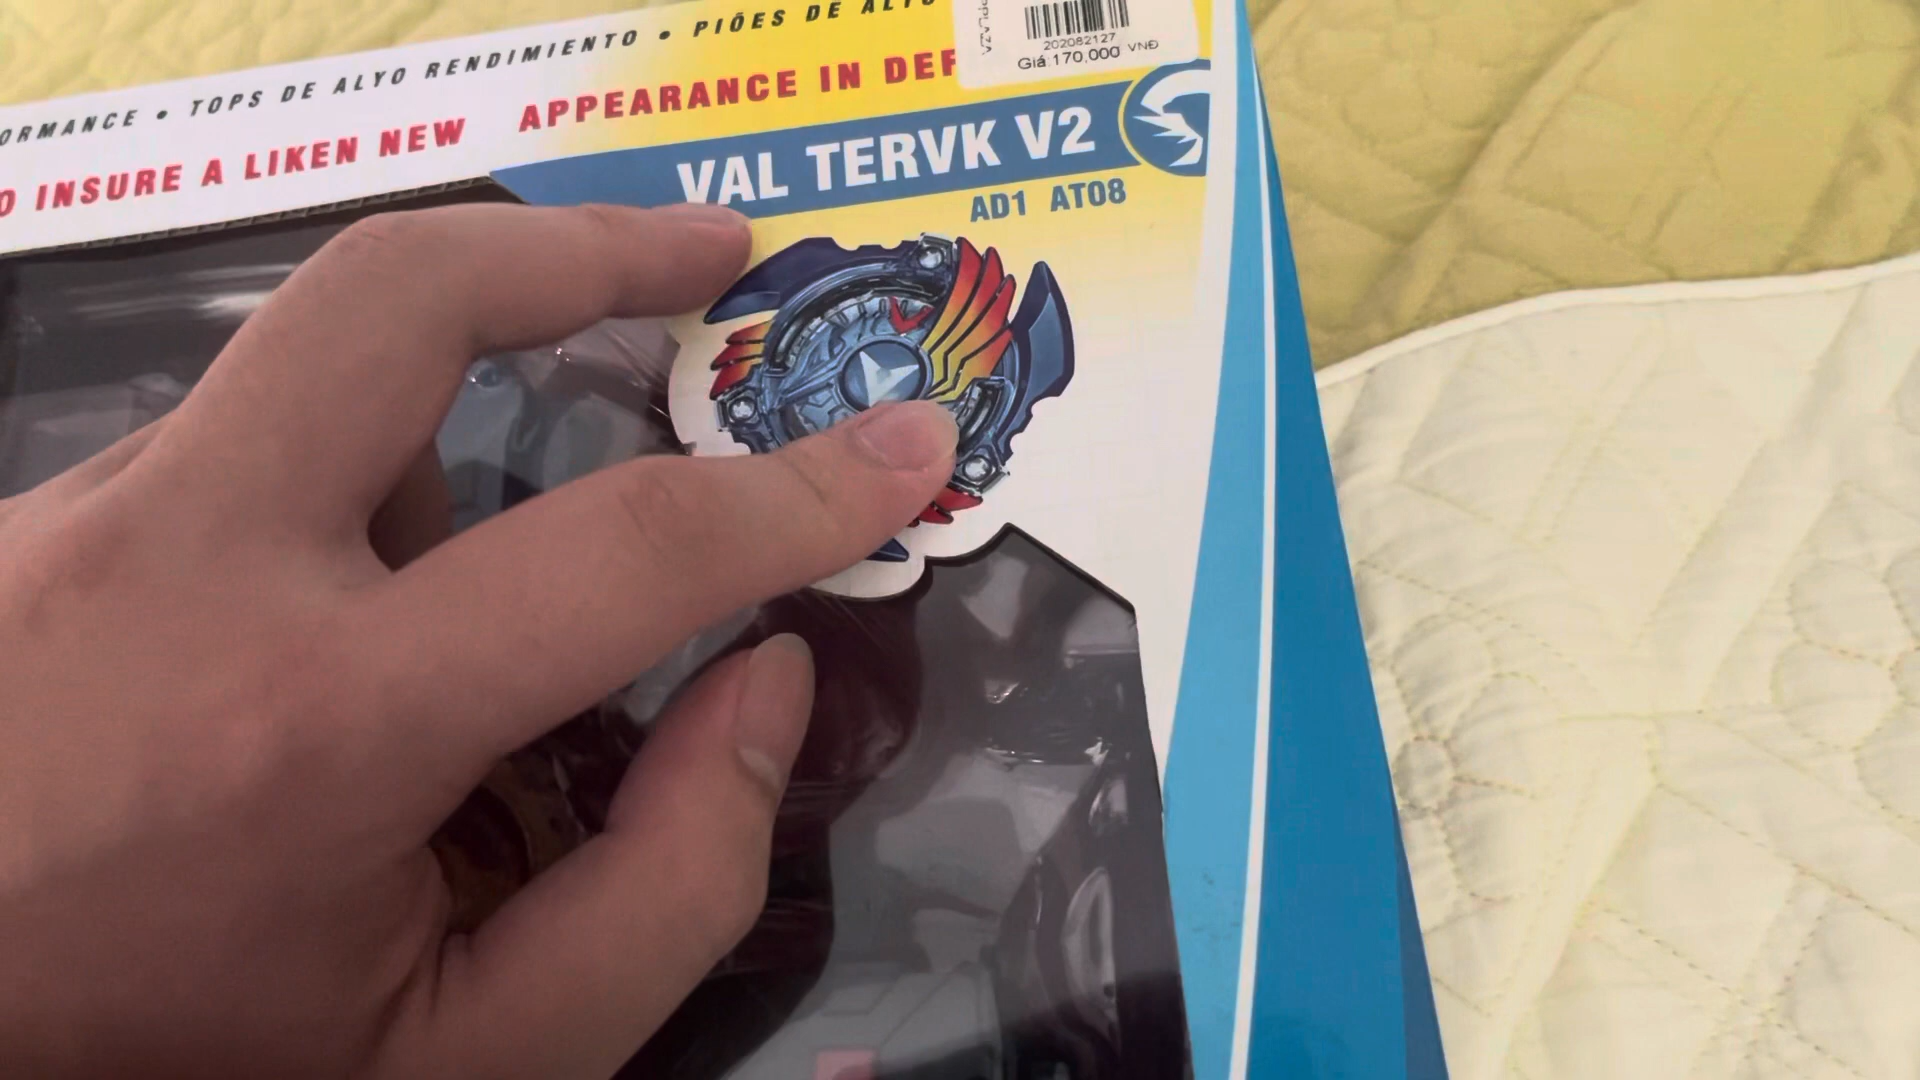 ORMANCE • TOPS DE ALYO RENDIMIENTO • PIÕES DE ALTO
INSURE A LIKEN NEW APPEARANCE IN DEF
202082127
Giá: 170,000 VNĐ
VAL TERVK V2
AD1 AT08